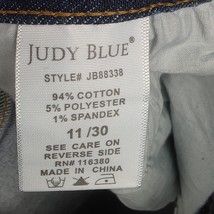 JUDY BLUE
STYLE# JB88338
94% COTTON
5% POLYESTER
1% SPANDEX
11/30
SEE CARE ON
REVERSE SIDE
RN# 116380
MADE IN CHINA